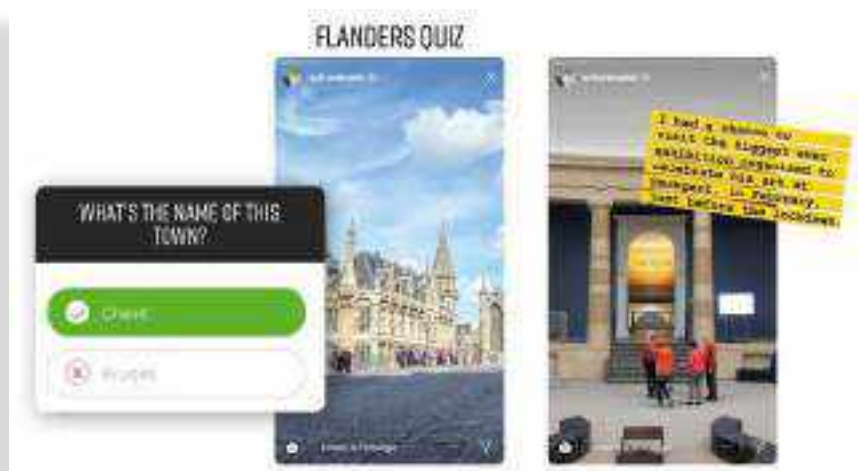 FLANDERS QUIZ
WHAT'S THE NAME OF THIS
TOWN?
Ghent
Bruges
I had a chance to
visit the biggest ever
exhibition organized to
celebrate his art at
in February,
just before the lockdown.